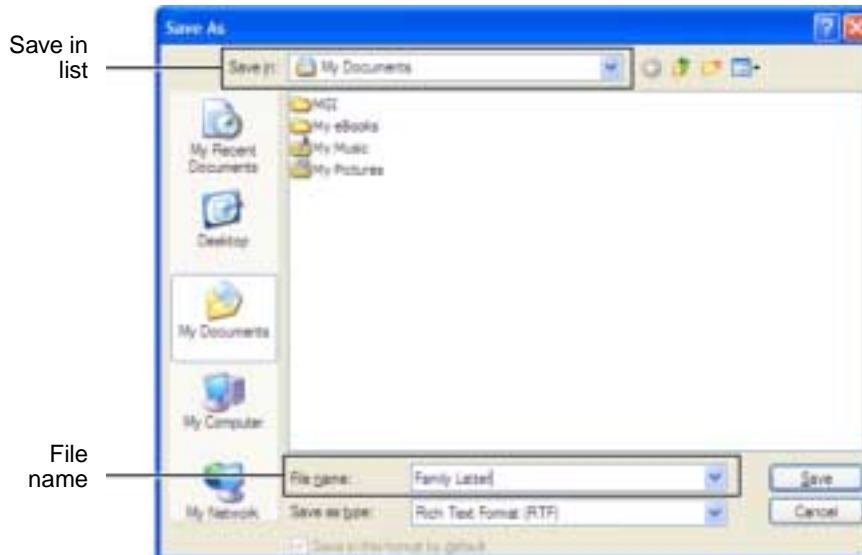 Save As
Save in
list
Save in:
My Documents
MGI
My eBooks
My Music
My Pictures
My Recent
Documents
Desktop
My Documents
My Computer
My Network
File
name
File name:
Family Letter
Save
Save as type:
Rich Text Format (RTF)
Cancel
Save in this format by default